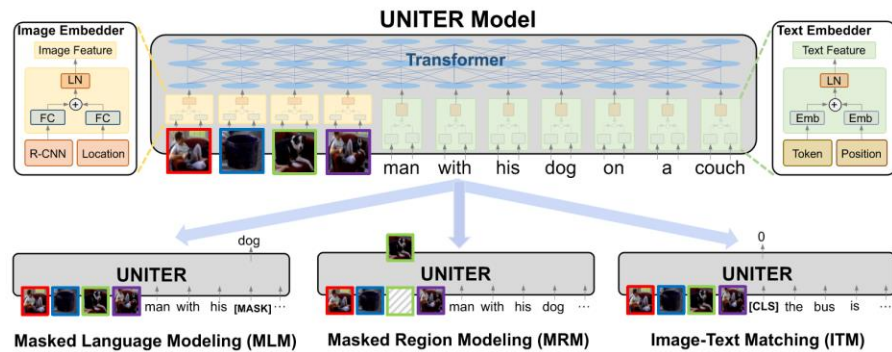 UNITER Model
Image Embedder
Image Feature
LN
+
FC
FC
R-CNN
Location
Transformer
man with his dog on a couch
Text Embedder
Text Feature
LN
+
Emb
Emb
Token
Position
dog
UNITER
man with his [MASK] ...
Masked Language Modeling (MLM)
UNITER
man with his dog ...
Masked Region Modeling (MRM)
0
UNITER
[CLS] the bus is ...
Image-Text Matching (ITM)